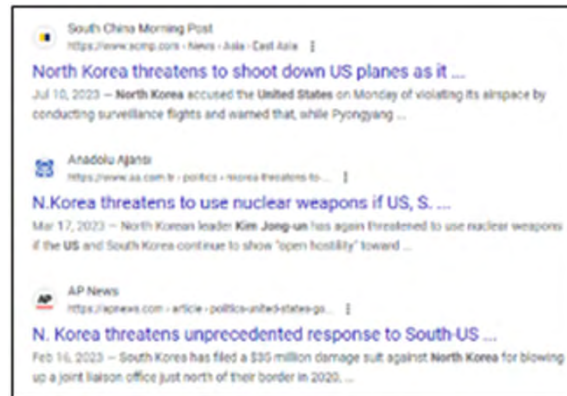 South China Morning Post
https://www.scmp.com › News › Asia › East Asia
North Korea threatens to shoot down US planes as it ...
Jul 10, 2023 — North Korea accused the United States on Monday of violating its airspace by
conducting surveillance flights and warned that, while Pyongyang ...
Anadolu Ajansı
https://www.aa.com.tr › politics › nkorea-threatens-to-...
N.Korea threatens to use nuclear weapons if US, S. ...
Mar 17, 2023 — North Korean leader Kim Jong-un has again threatened to use nuclear weapons
if the US and South Korea continue to show "open hostility" toward ...
AP
AP News
https://apnews.com › article › politics-united-states-go...
N. Korea threatens unprecedented response to South-US ...
Feb 16, 2023 — South Korea has filed a $35 million damage suit against North Korea for blowing
up a joint liaison office just north of their border in 2020, ...